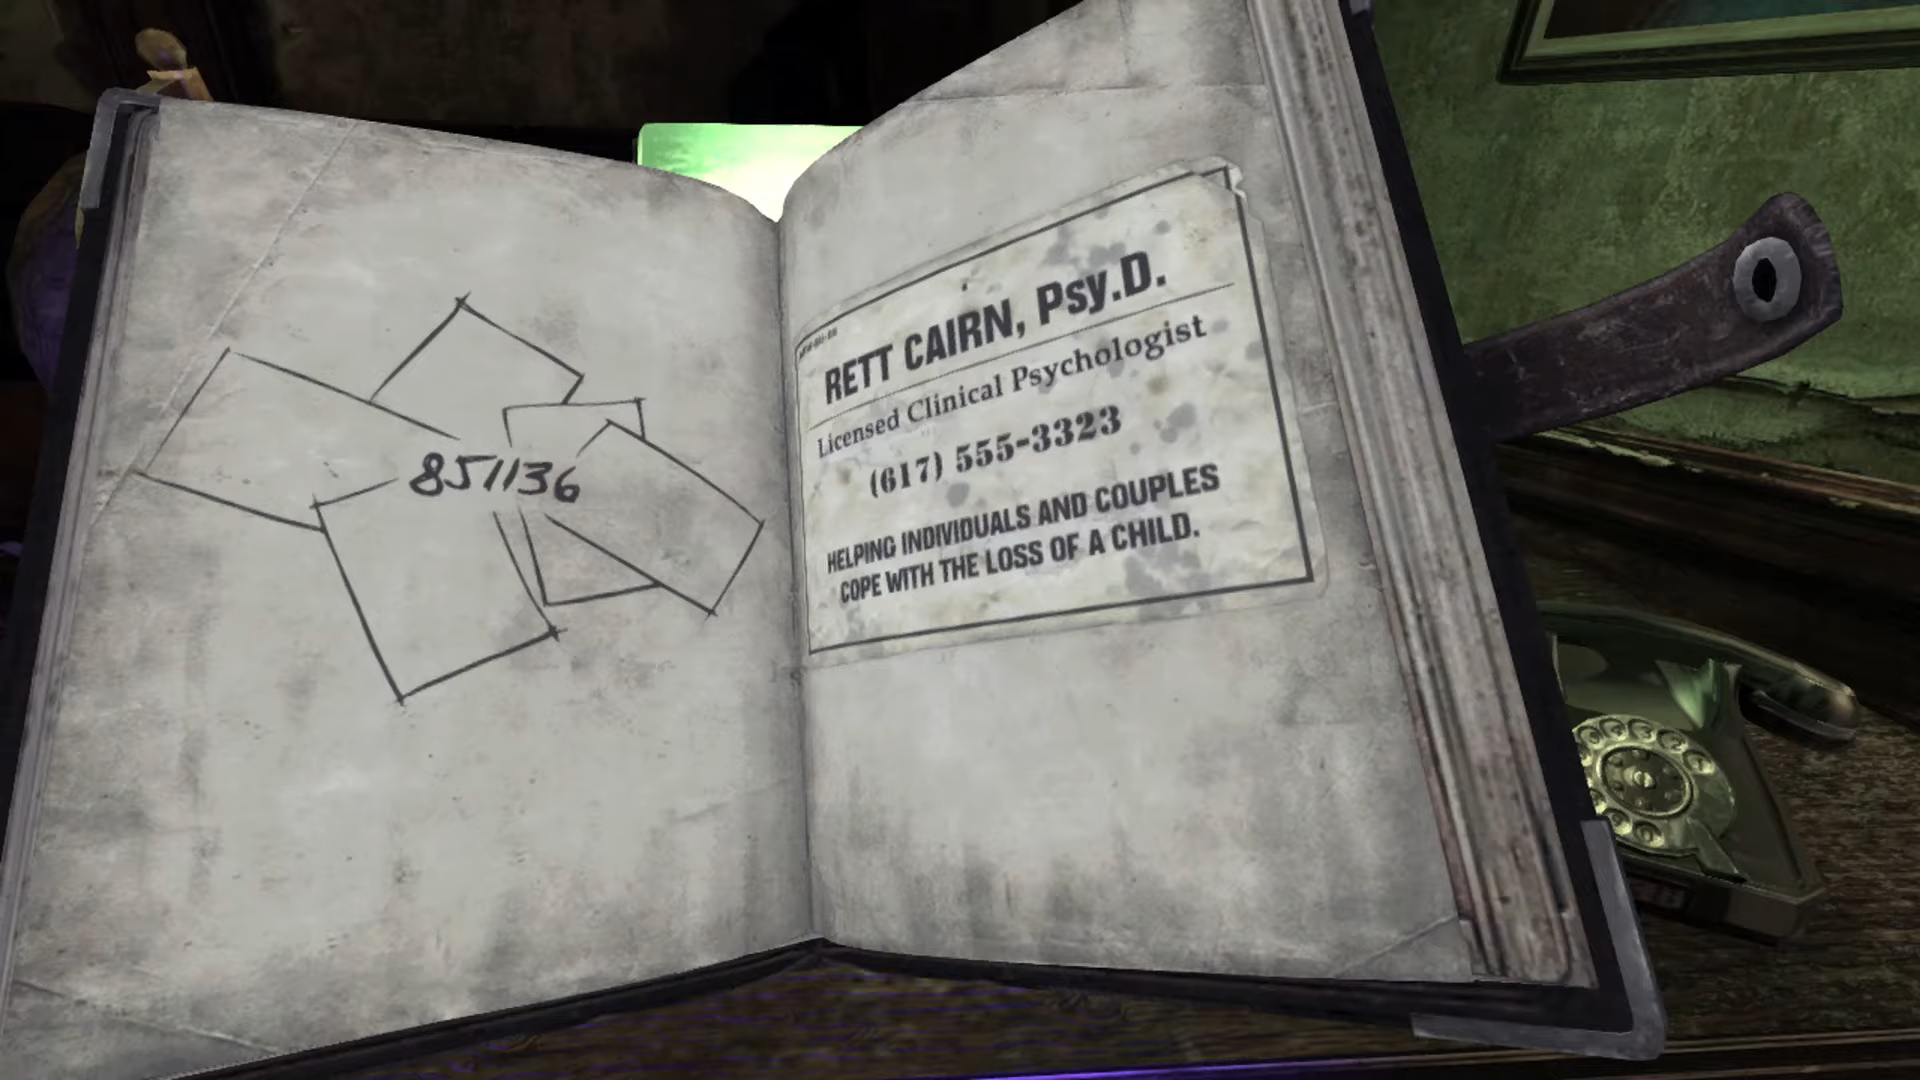 851136
RETT CAIRN, Psy.D.
Licensed Clinical Psychologist
(617) 555-3323
HELPING INDIVIDUALS AND COUPLES
COPE WITH THE LOSS OF A CHILD.